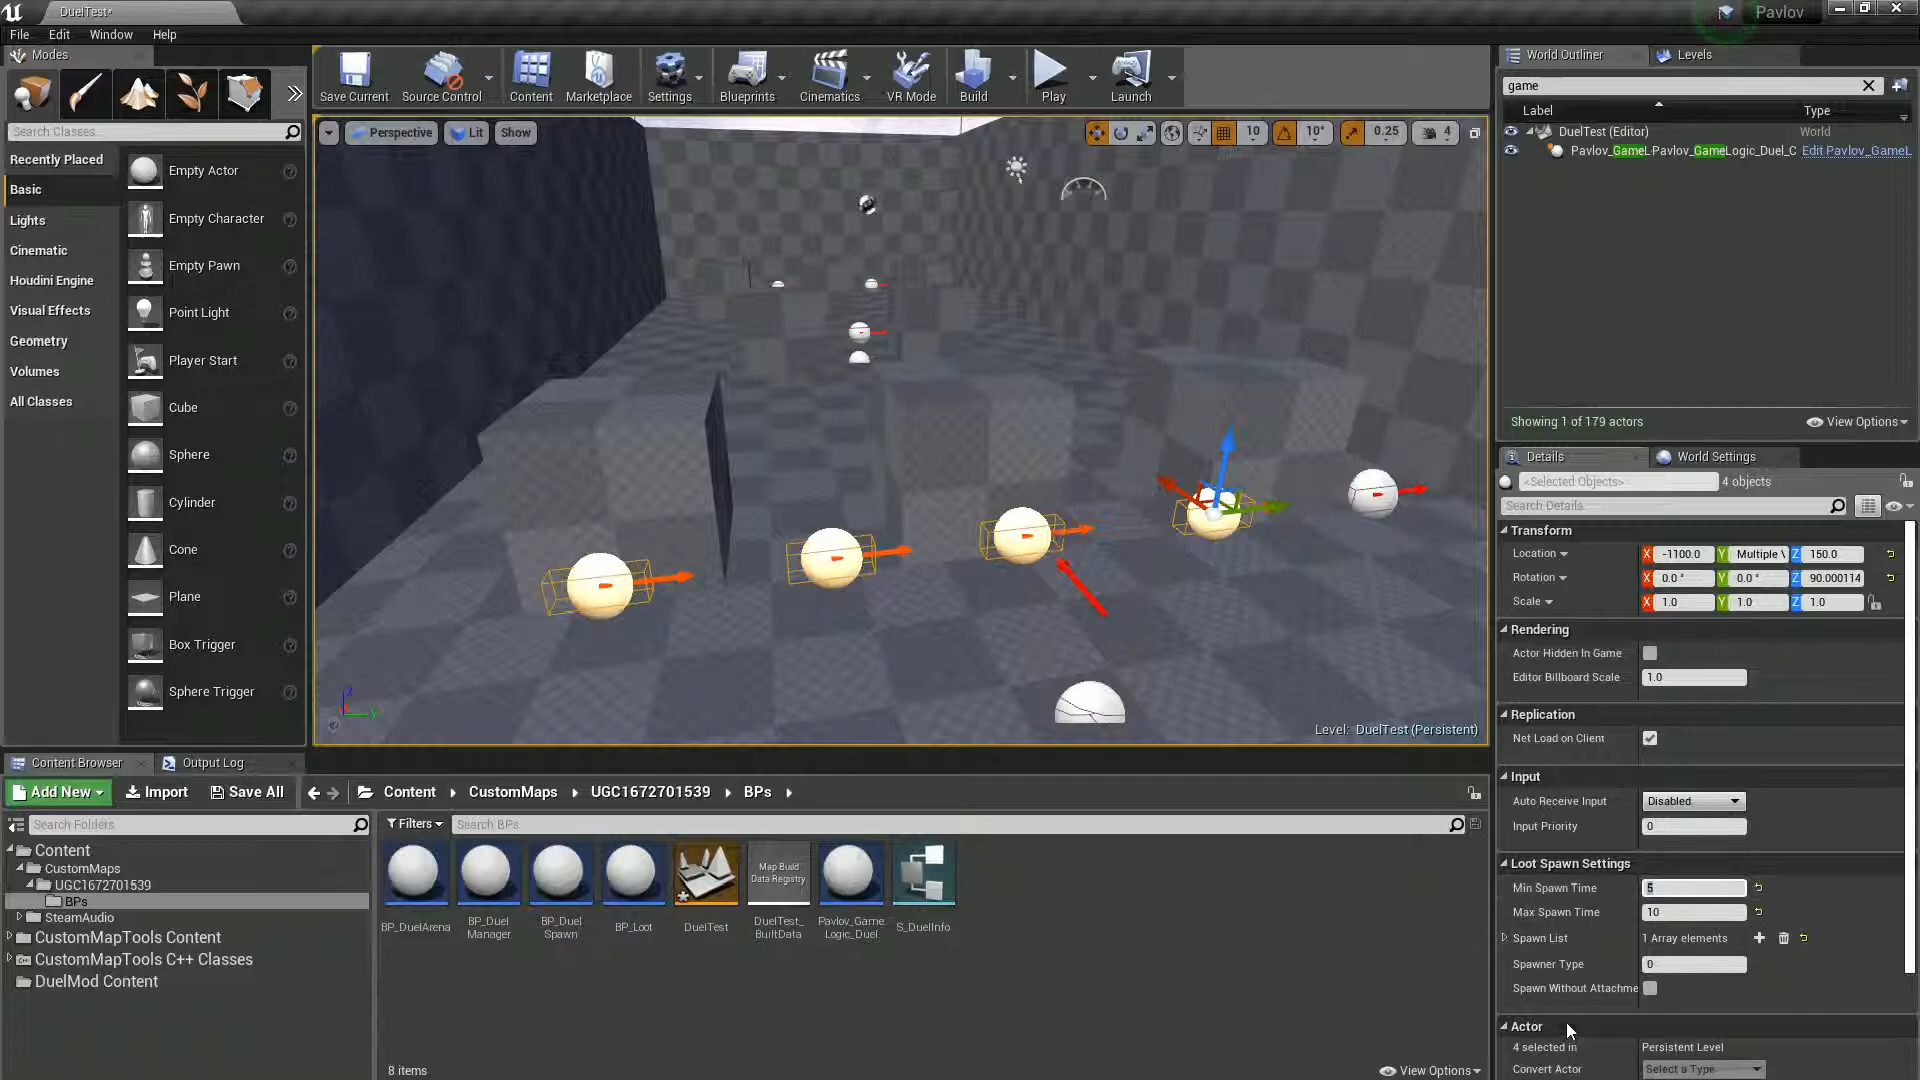 DuelTest*
Pavlov
File Edit Window Help
Modes
Search Classes
Recently Placed
Basic
Lights
Cinematic
Houdini Engine
Visual Effects
Geometry
Volumes
All Classes
Empty Actor
Empty Character
Empty Pawn
Point Light
Player Start
Cube
Sphere
Cylinder
Cone
Plane
Box Trigger
Sphere Trigger
Save Current Source Control Content Marketplace Settings Blueprints Cinematics VR Mode Build Play Launch
Perspective Lit Show
10 10° 0.25 4
Level: DuelTest (Persistent)
World Outliner Levels
game
Label Type
DuelTest (Editor) World
Pavlov_GameL Pavlov_GameLogic_Duel_C Edit Pavlov_GameL
Showing 1 of 179 actors View Options
Details World Settings
<Selected Objects> 4 objects
Search Details
Transform
Location X -1100.0 Y Multiple V Z 150.0
Rotation X 0.0 ° Y 0.0 ° Z 90.000114
Scale X 1.0 Y 1.0 Z 1.0
Rendering
Actor Hidden In Game
Editor Billboard Scale 1.0
Replication
Net Load on Client
Input
Auto Receive Input Disabled
Input Priority 0
Loot Spawn Settings
Min Spawn Time 5
Max Spawn Time 10
Spawn List 1 Array elements
Spawner Type 0
Spawn Without Attachme
Actor
4 selected in Persistent Level
Convert Actor Select a Type
Content Browser Output Log
Add New Import Save All Content CustomMaps UGC1672701539 BPs
Search Folders
Content
CustomMaps
UGC1672701539
BPs
SteamAudio
CustomMapTools Content
CustomMapTools C++ Classes
DuelMod Content
Filters Search BPs
Map Build
Data Registry
BP_DuelArena
BP_Duel
Manager
BP_Duel
Spawn
BP_Loot
DuelTest
DuelTest_
BuiltData
Pavlov_Game
Logic_Duel
S_DuelInfo
8 items View Options